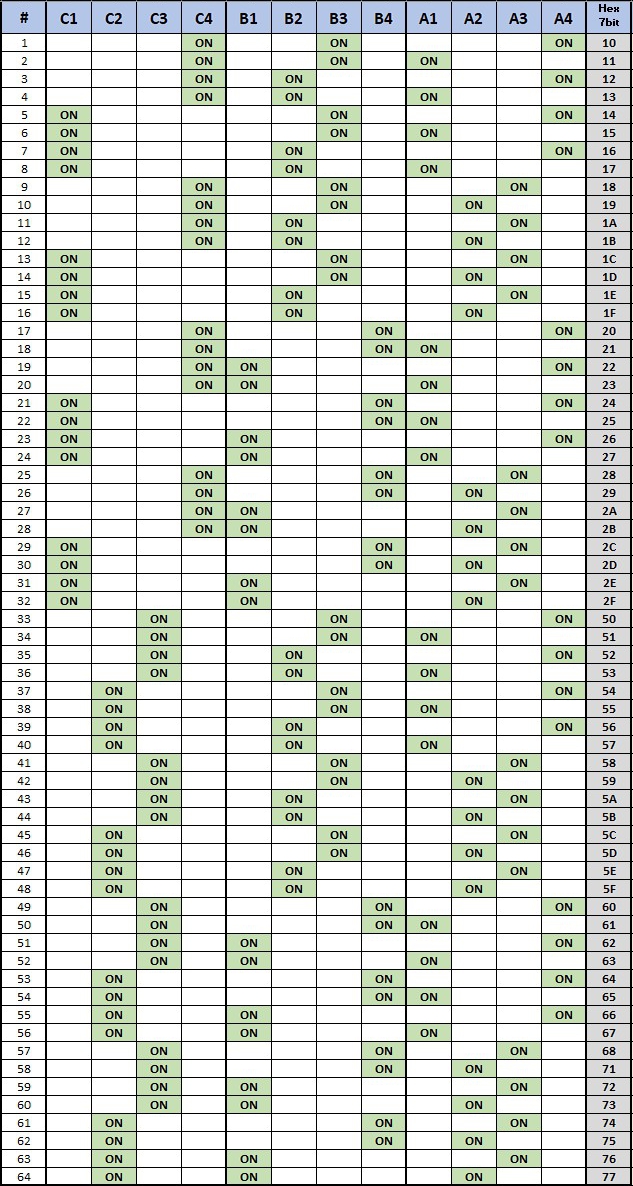 # C1 C2 C3 C4 B1 B2 B3 B4 A1 A2 A3 A4 Hex 7bit
1 ON ON ON 10
2 ON ON ON 11
3 ON ON ON 12
4 ON ON ON 13
5 ON ON ON 14
6 ON ON ON 15
7 ON ON ON 16
8 ON ON ON 17
9 ON ON ON 18
10 ON ON ON 19
11 ON ON ON 1A
12 ON ON ON 1B
13 ON ON ON 1C
14 ON ON ON 1D
15 ON ON ON 1E
16 ON ON ON 1F
17 ON ON ON 20
18 ON ON ON 21
19 ON ON ON 22
20 ON ON ON 23
21 ON ON ON 24
22 ON ON ON 25
23 ON ON ON 26
24 ON ON ON 27
25 ON ON ON 28
26 ON ON ON 29
27 ON ON ON 2A
28 ON ON ON 2B
29 ON ON ON 2C
30 ON ON ON 2D
31 ON ON ON 2E
32 ON ON ON 2F
33 ON ON ON 50
34 ON ON ON 51
35 ON ON ON 52
36 ON ON ON 53
37 ON ON ON 54
38 ON ON ON 55
39 ON ON ON 56
40 ON ON ON 57
41 ON ON ON 58
42 ON ON ON 59
43 ON ON ON 5A
44 ON ON ON 5B
45 ON ON ON 5C
46 ON ON ON 5D
47 ON ON ON 5E
48 ON ON ON 5F
49 ON ON ON 60
50 ON ON ON 61
51 ON ON ON 62
52 ON ON ON 63
53 ON ON ON 64
54 ON ON ON 65
55 ON ON ON 66
56 ON ON ON 67
57 ON ON ON 68
58 ON ON ON 71
59 ON ON ON 72
60 ON ON ON 73
61 ON ON ON 74
62 ON ON ON 75
63 ON ON ON 76
64 ON ON ON 77